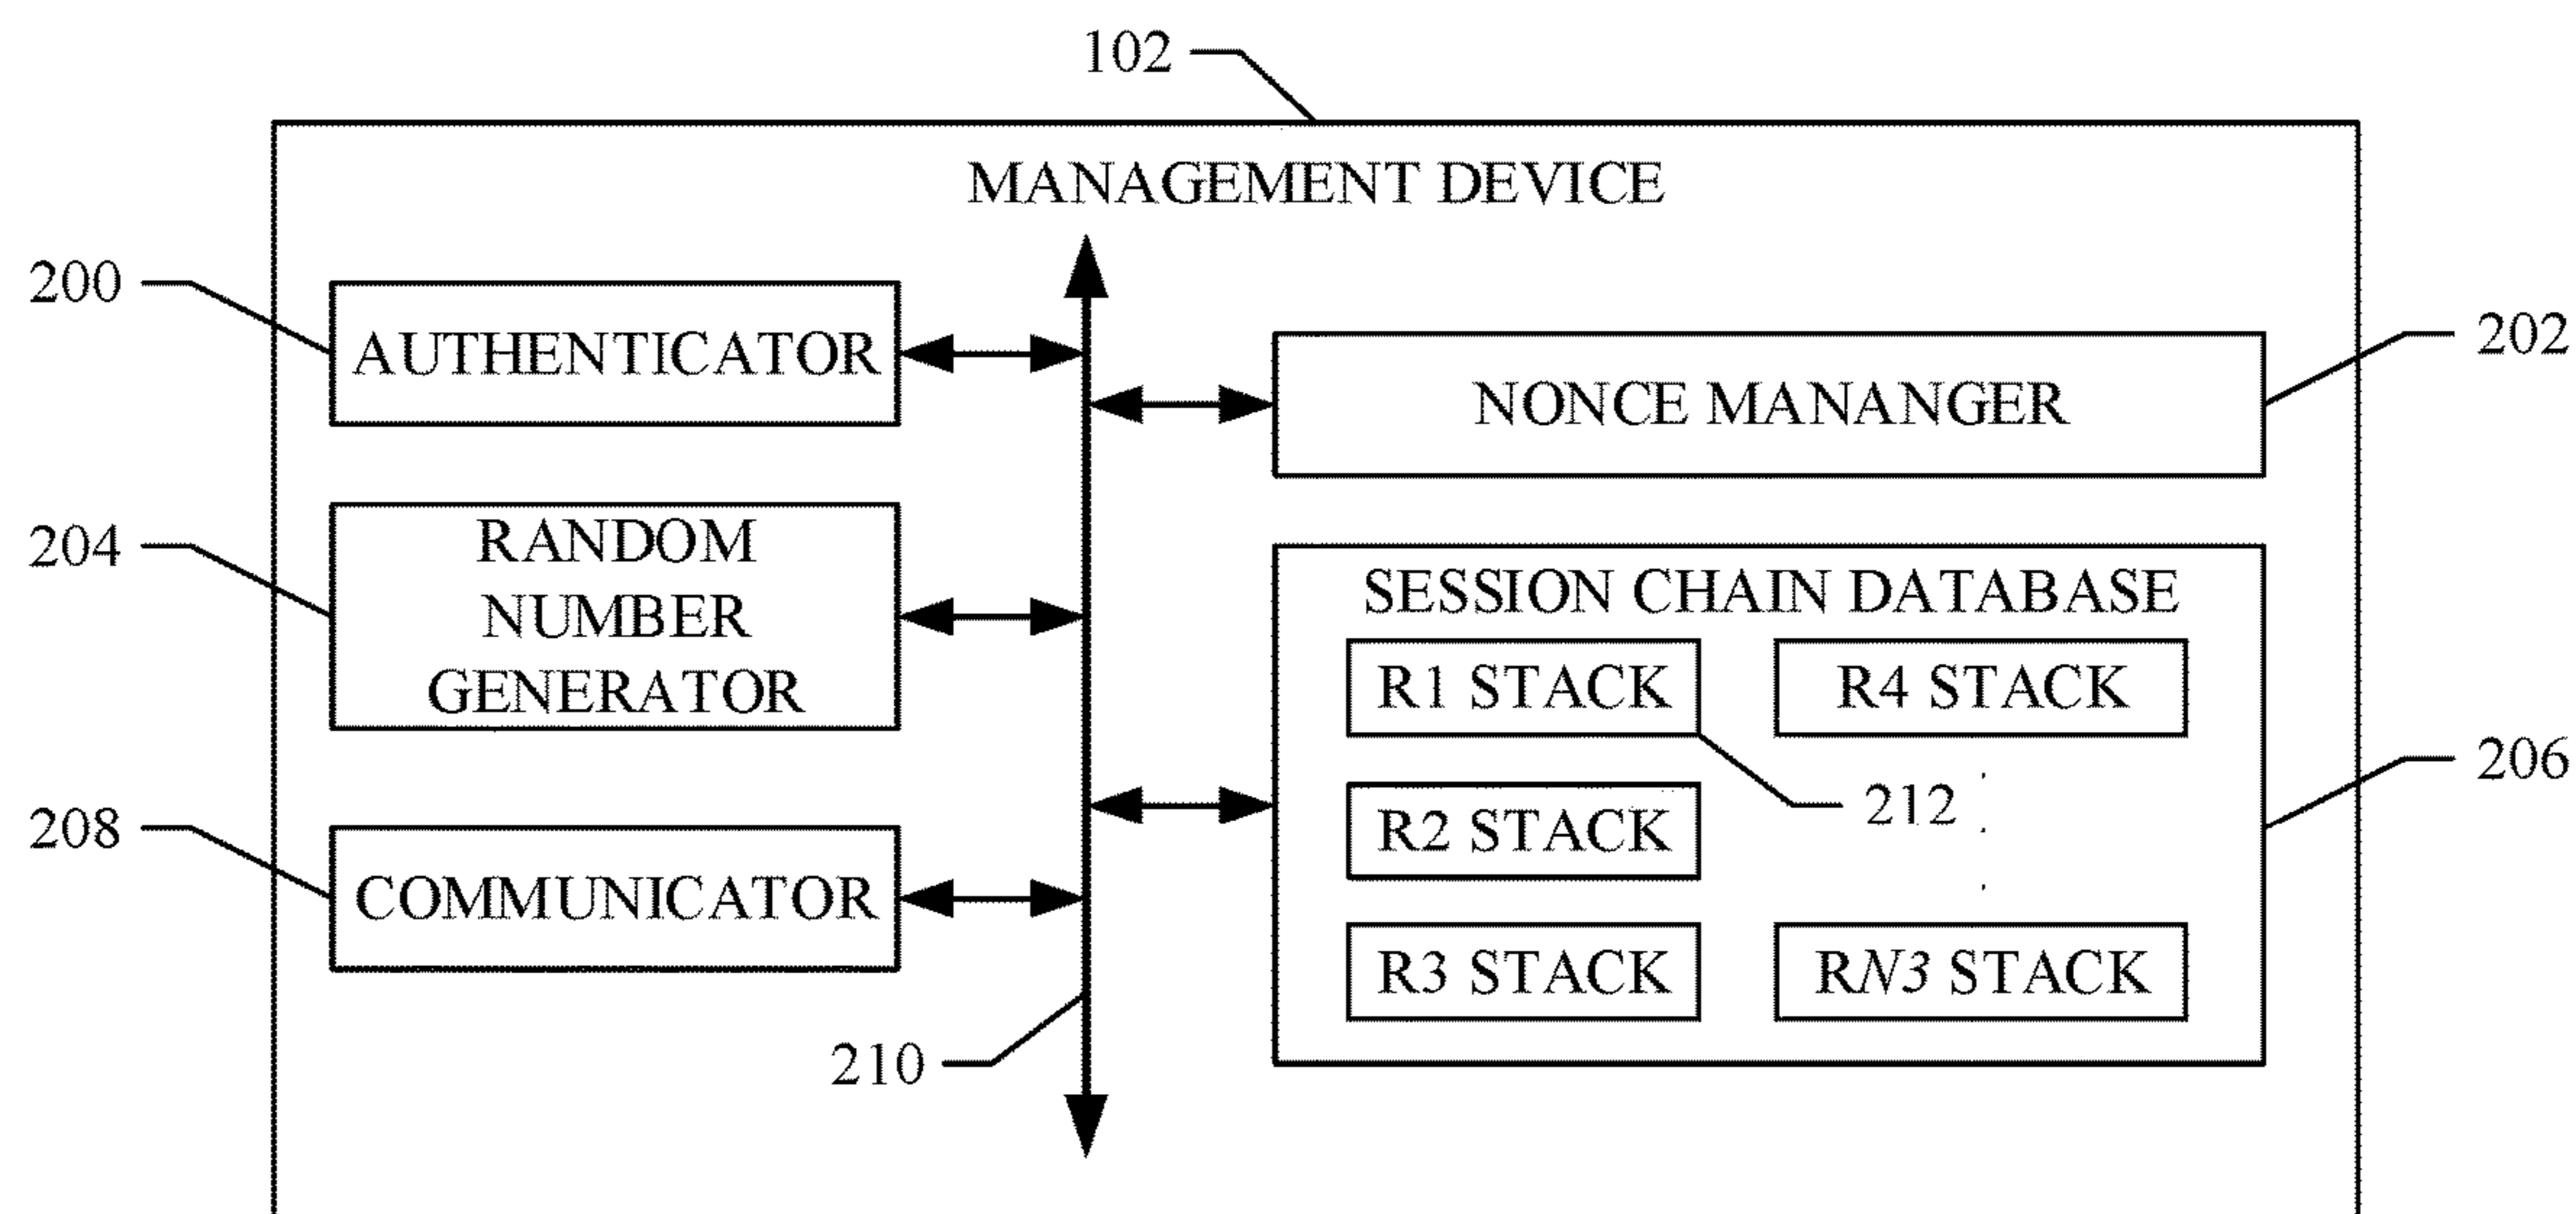 102
MANAGEMENT DEVICE
200
AUTHENTICATOR
NONCE MANANGER
202
204
RANDOM
NUMBER
GENERATOR
SESSION CHAIN DATABASE
R1 STACK
R4 STACK
206
212
R2 STACK
208
COMMUNICATOR
R3 STACK
RN3 STACK
210